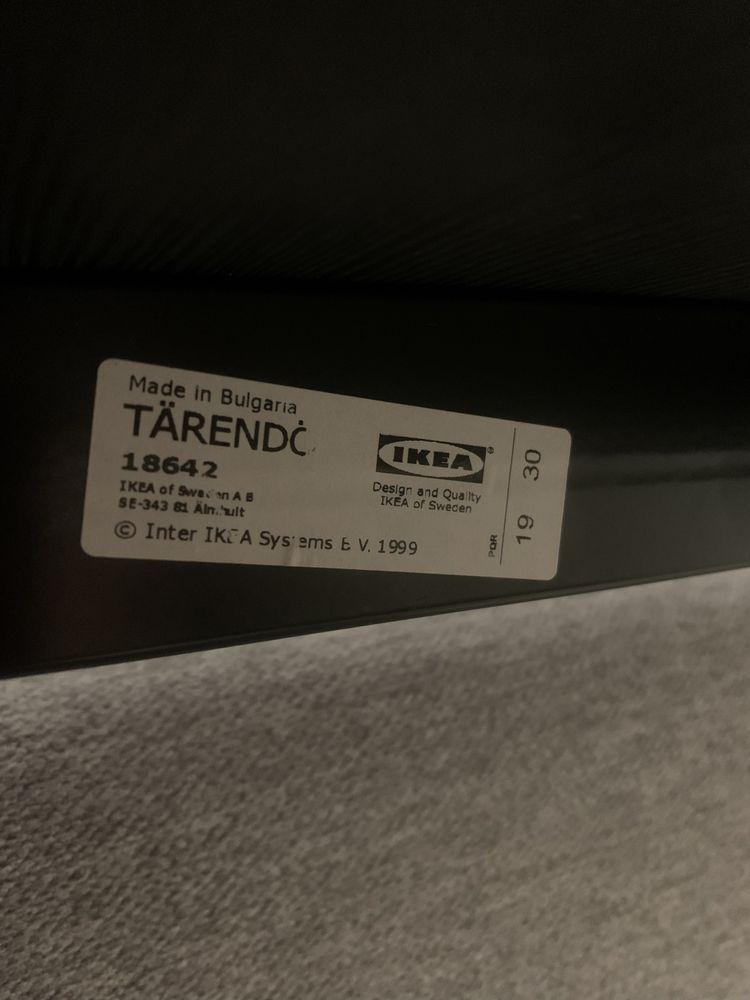 Made in Bulgaria
TÄRENDÖ
18642
IKEA of Sweden AB
SE-343 81 Älmhult
© Inter IKEA Systems B.V. 1999
IKEA®
Design and Quality
IKEA of Sweden
PQR
19 30